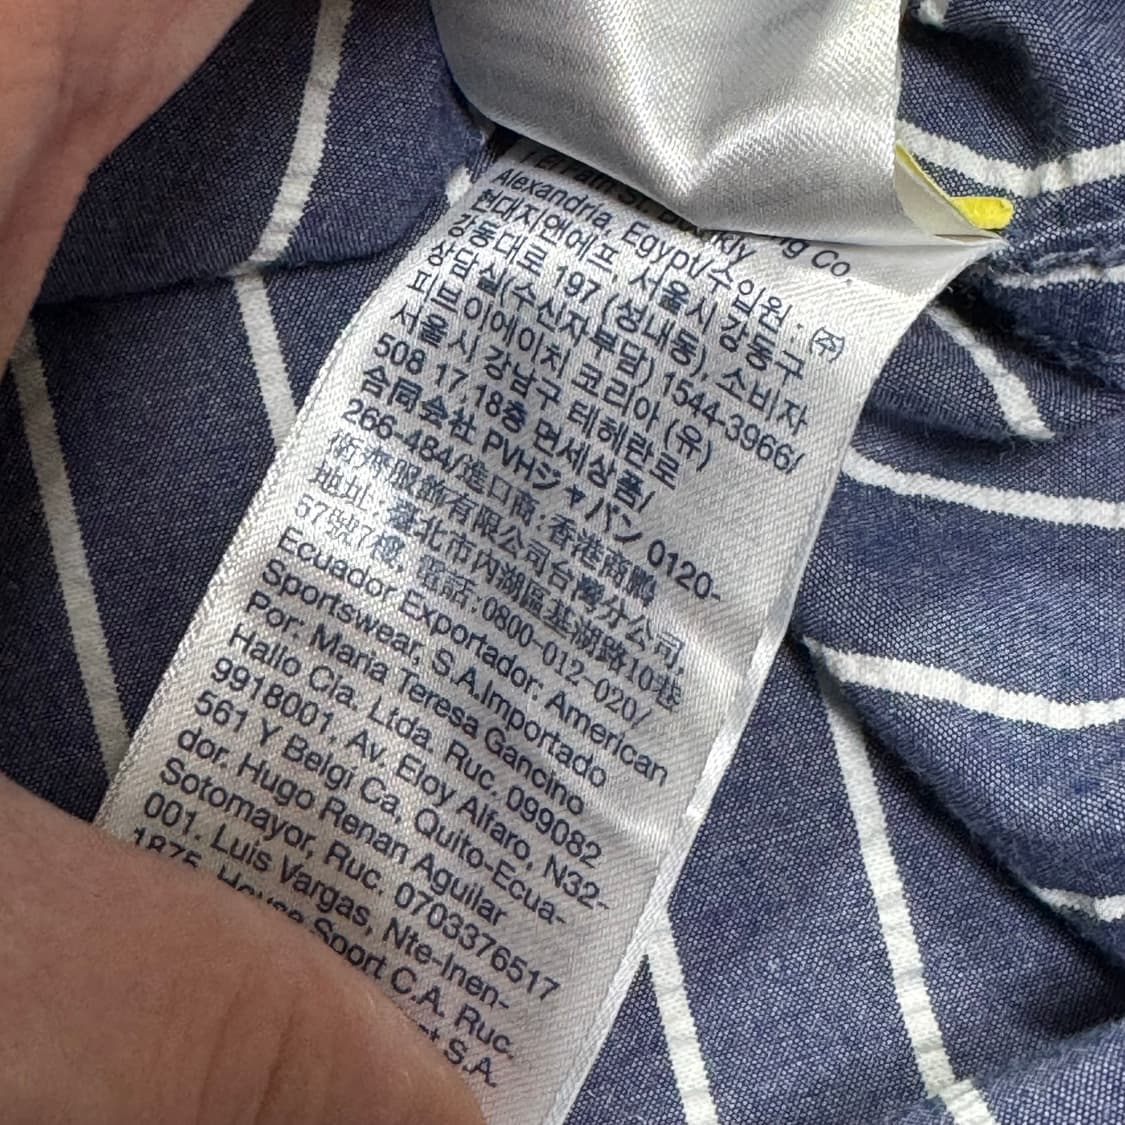 Alexandria, Egypt/수입원 : (주)
현대지앤에프, 서울시 강동구
강동대로 197 (성내동), 소비자
상담실(수신자부담) 1544-3966/
피브이에이치 코리아 (유)
서울시 강남구 테헤란로
508 17,18층 면세상품/
合同会社 PVHジャパン 0120-
266-484/進口商:香港商鵬
衛海服飾有限公司台灣分公司,
地址:臺北市內湖區基湖路10巷
57號7樓, 電話:0800-012-020/
Ecuador Exportador: American
Sportswear, S.A.Importado
Por: Maria Teresa Gancino
Hallo Cia. Ltda. Ruc. 099082
9918001, Av. Eloy Alfaro, N32-
561 Y Belgi Ca, Quito-Ecua-
dor. Hugo Renan Aguilar
Sotomayor, Ruc. 0703376517
001. Luis Vargas, Nte-Inen-
1875, House Sport C.A. Ruc.
S.A.